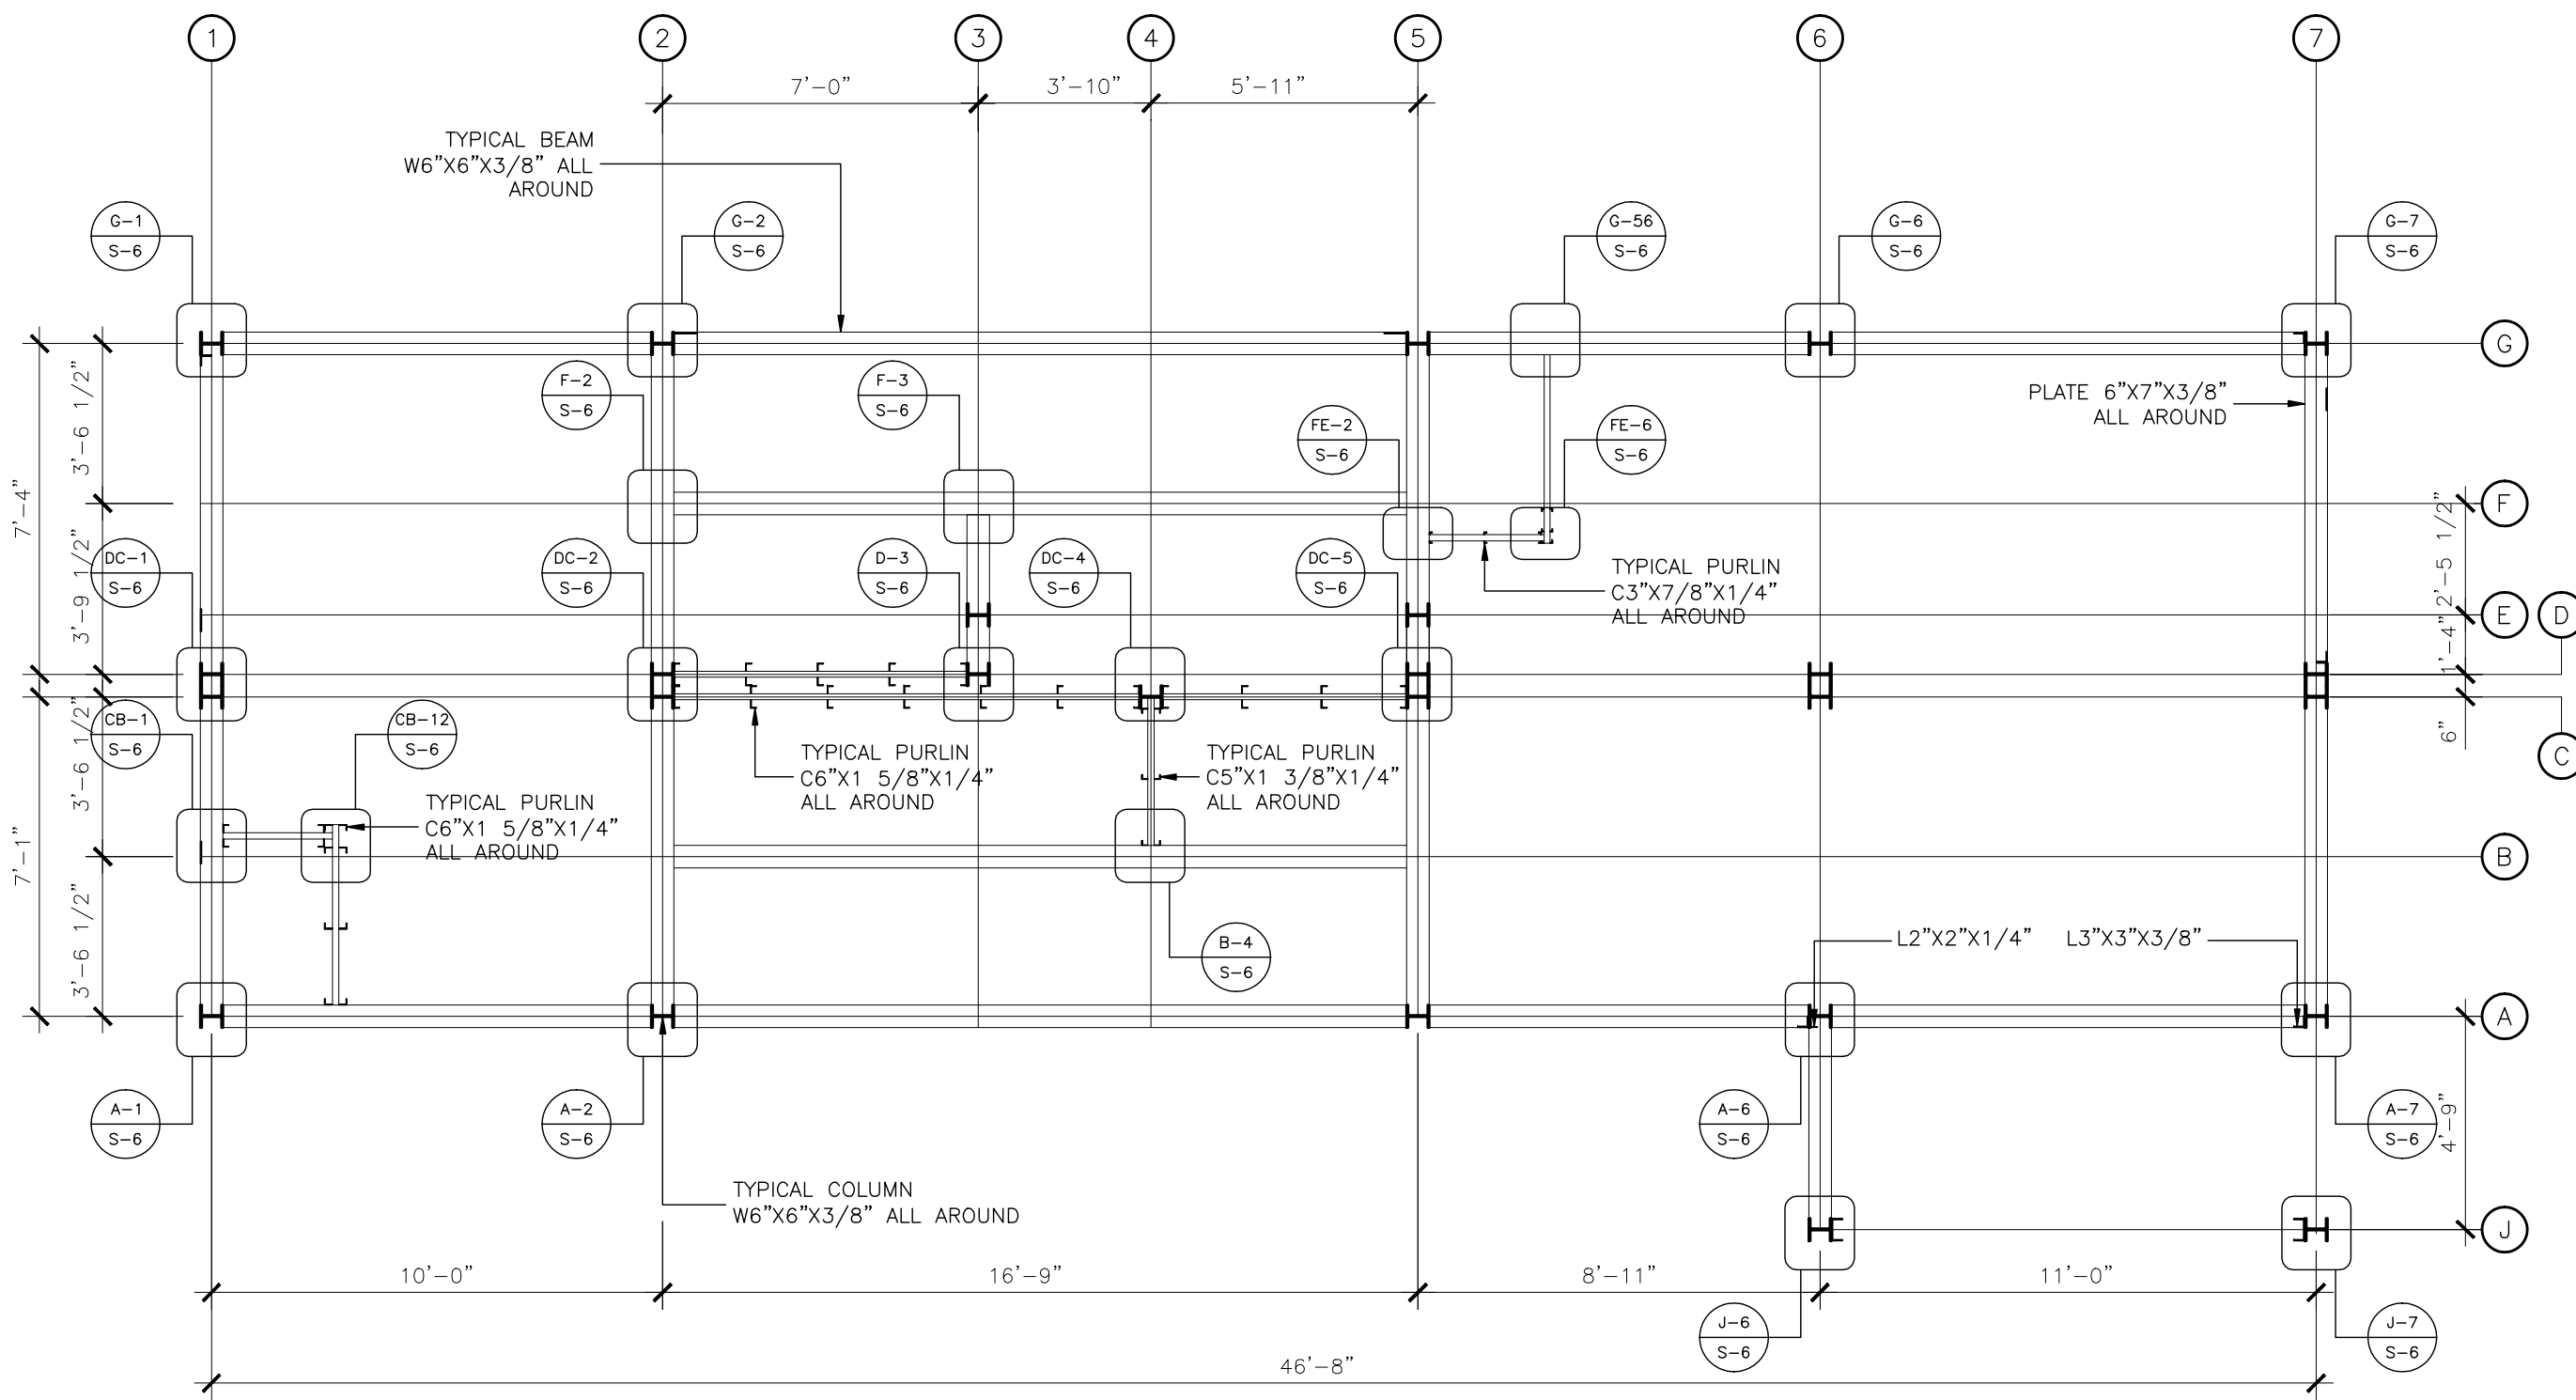 1
2
3
4
5
6
7
7'-0"
3'-10"
5'-11"
TYPICAL BEAM
W6"X6"X3/8" ALL
AROUND
G-1
S-6
G-2
S-6
G-56
S-6
G-6
S-6
G-7
S-6
G
3'-6 1/2"
7'-4"
F-2
S-6
F-3
S-6
FE-2
S-6
FE-6
S-6
PLATE 6"X7"X3/8"
ALL AROUND
F
2'-5 1/2"
3'-9 1/2"
DC-1
S-6
DC-2
S-6
D-3
S-6
DC-4
S-6
DC-5
S-6
TYPICAL PURLIN
C3"X7/8"X1/4"
ALL AROUND
E
D
1'-4"
6"
C
3'-6 1/2"
CB-1
S-6
CB-12
S-6
TYPICAL PURLIN
C6"X1 5/8"X1/4"
ALL AROUND
TYPICAL PURLIN
C5"X1 3/8"X1/4"
ALL AROUND
TYPICAL PURLIN
C6"X1 5/8"X1/4"
ALL AROUND
7'-1"
B
3'-6 1/2"
B-4
S-6
L2"X2"X1/4"
L3"X3"X3/8"
A
A-1
S-6
A-2
S-6
A-6
S-6
A-7
S-6
4'-9"
TYPICAL COLUMN
W6"X6"X3/8" ALL AROUND
J
10'-0"
16'-9"
8'-11"
11'-0"
J-6
S-6
J-7
S-6
46'-8"